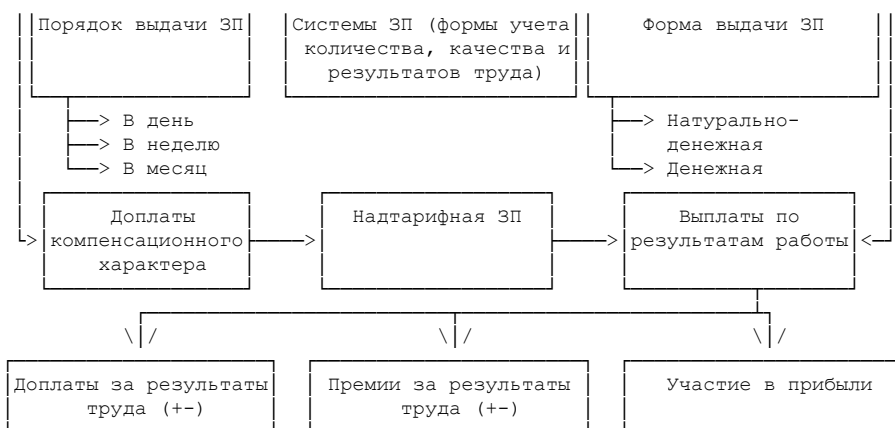 Порядок выдачи ЗП
Системы ЗП (формы учета
количества, качества и
результатов труда)
Форма выдачи ЗП
В день
В неделю
В месяц
Натурально-
денежная
Денежная
Доплаты
компенсационного
характера
Надтарифная ЗП
Выплаты по
результатам работы
Доплаты за результаты
труда (+-)
Премии за результаты
труда (+-)
Участие в прибыли